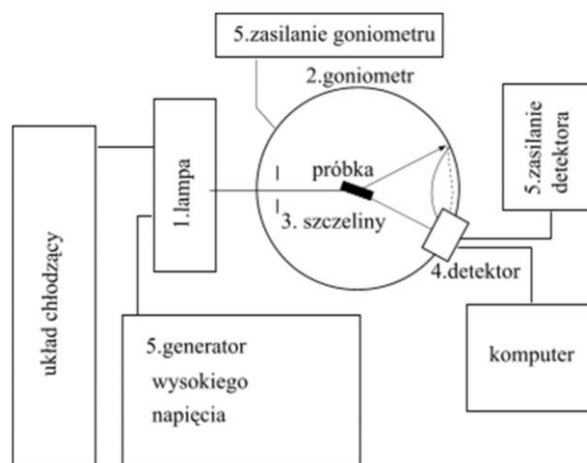 5.zasilanie goniometru
2.goniometr
5.zasilanie
detektora
1.lampa
próbka
3. szczeliny
4.detektor
układ chłodzący
5.generator
wysokiego
napięcia
komputer